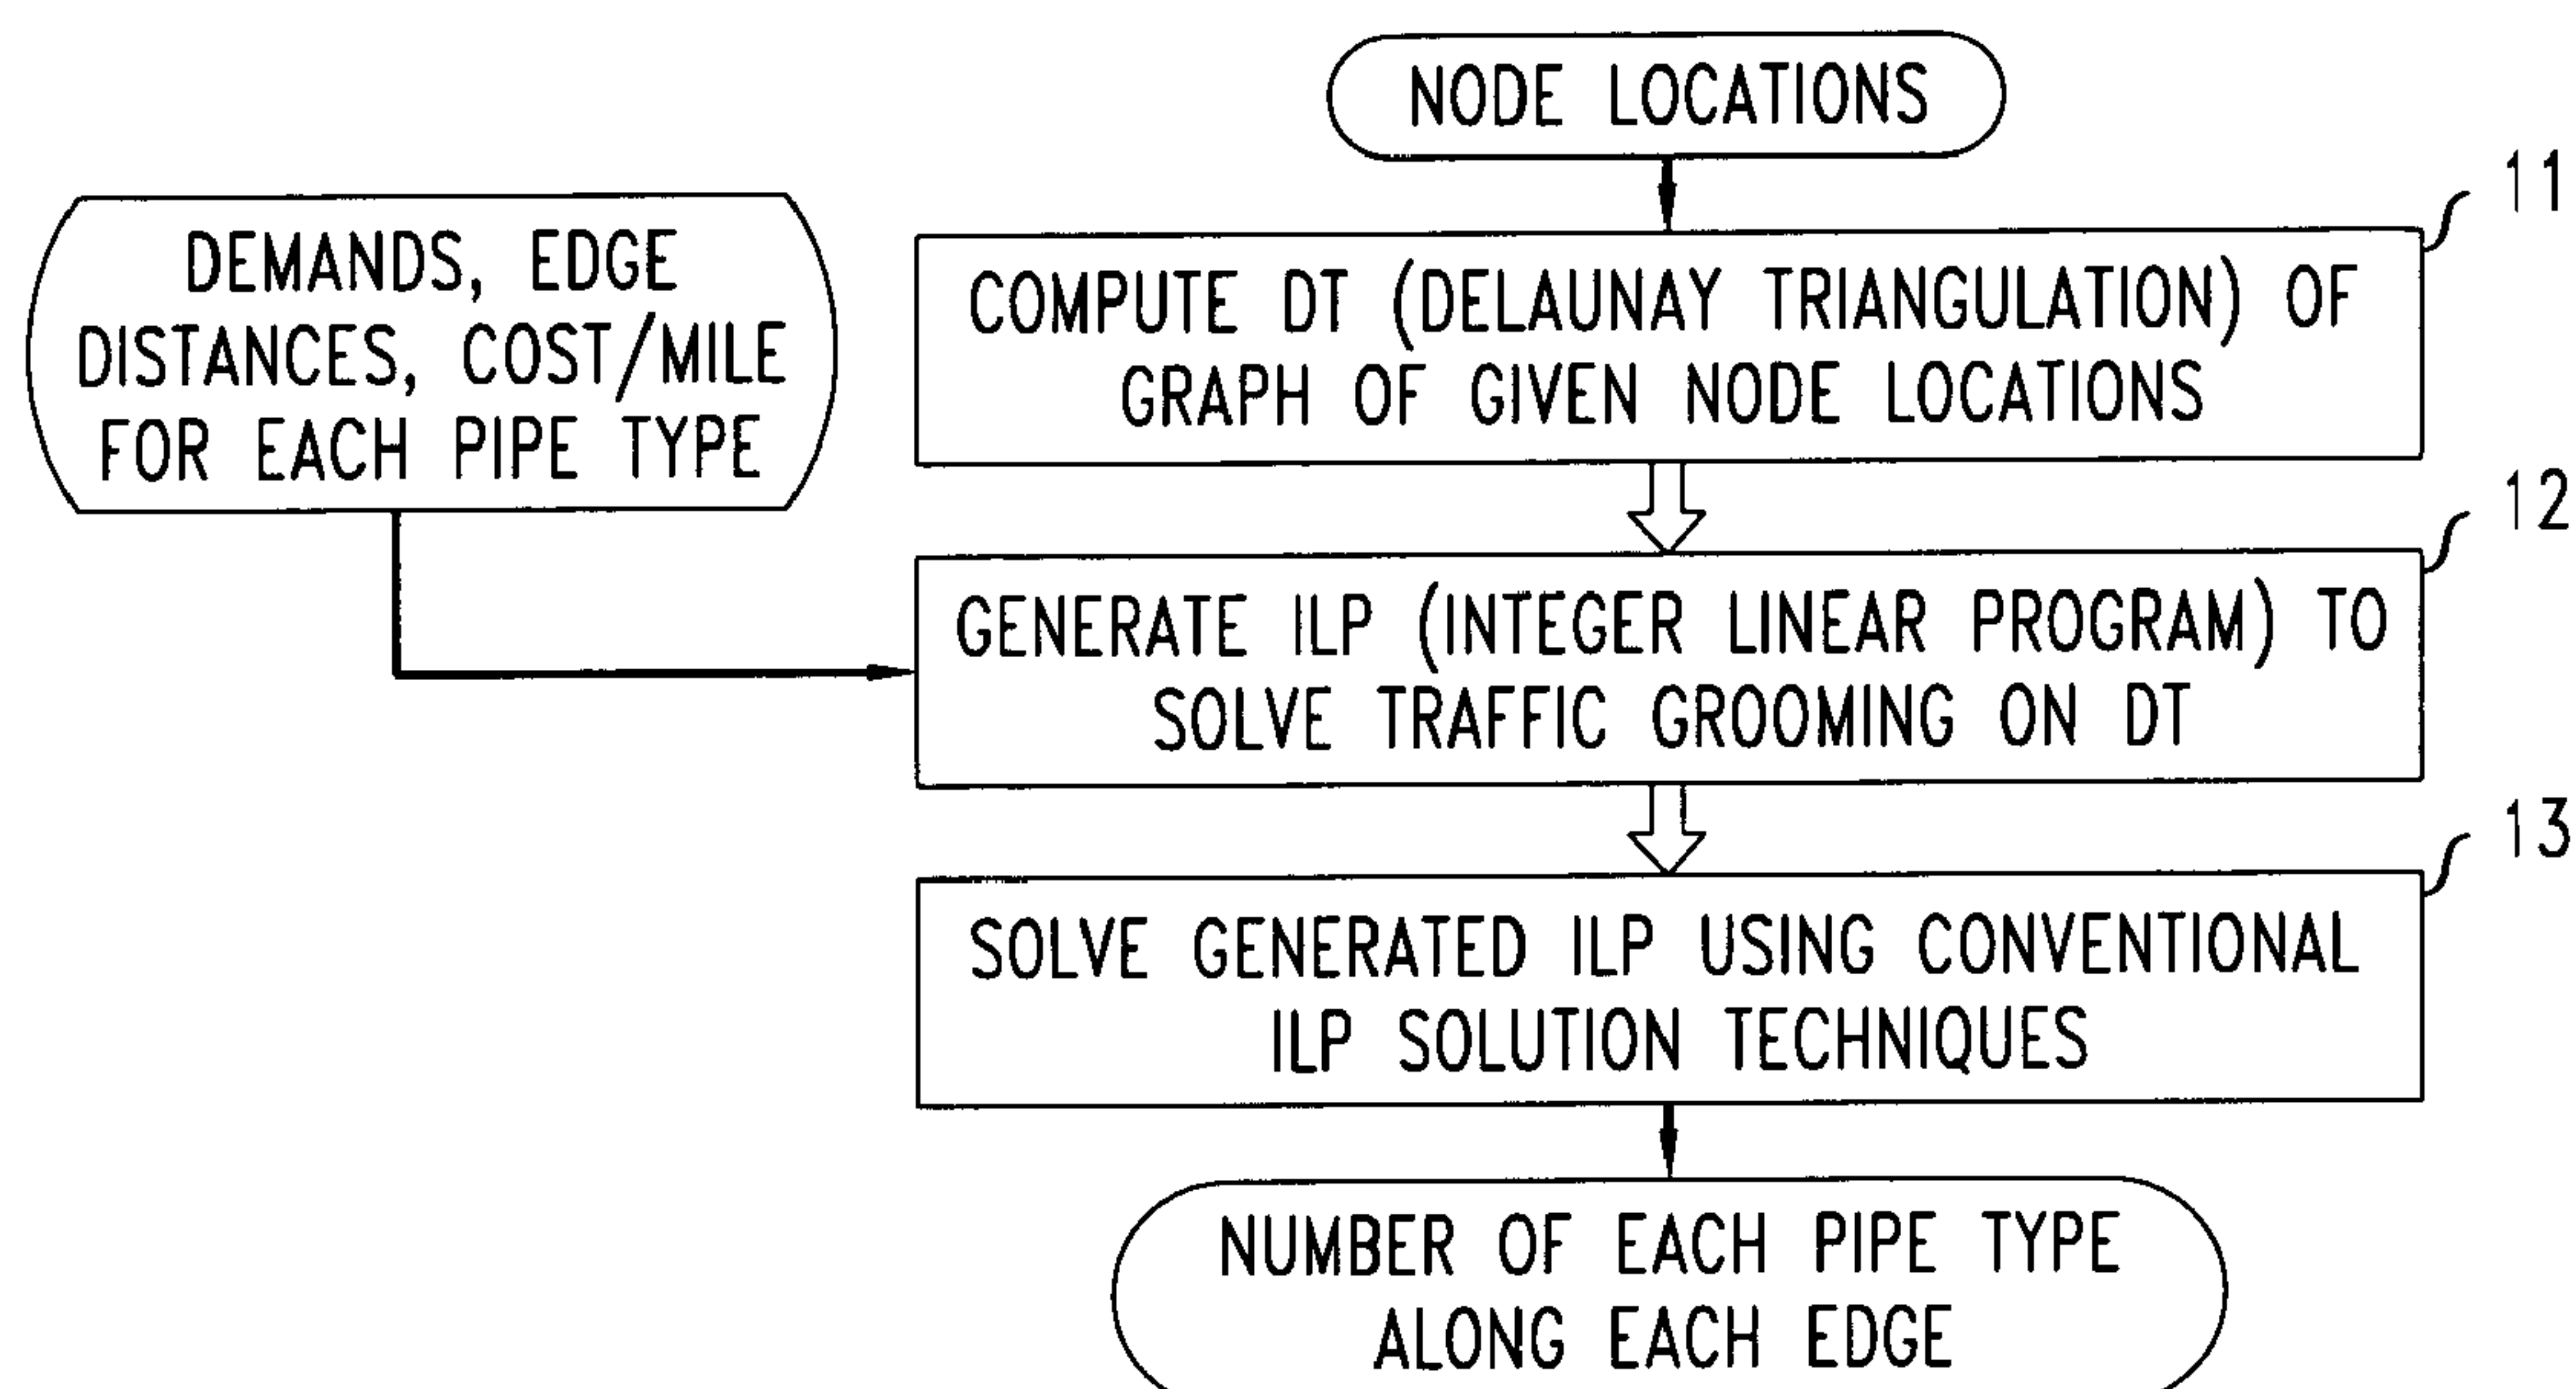 NODE LOCATIONS
11
COMPUTE DT (DELAUNAY TRIANGULATION) OF
GRAPH OF GIVEN NODE LOCATIONS
DEMANDS, EDGE
DISTANCES, COST/MILE
FOR EACH PIPE TYPE
12
GENERATE ILP (INTEGER LINEAR PROGRAM) TO
SOLVE TRAFFIC GROOMING ON DT
13
SOLVE GENERATED ILP USING CONVENTIONAL
ILP SOLUTION TECHNIQUES
NUMBER OF EACH PIPE TYPE
ALONG EACH EDGE